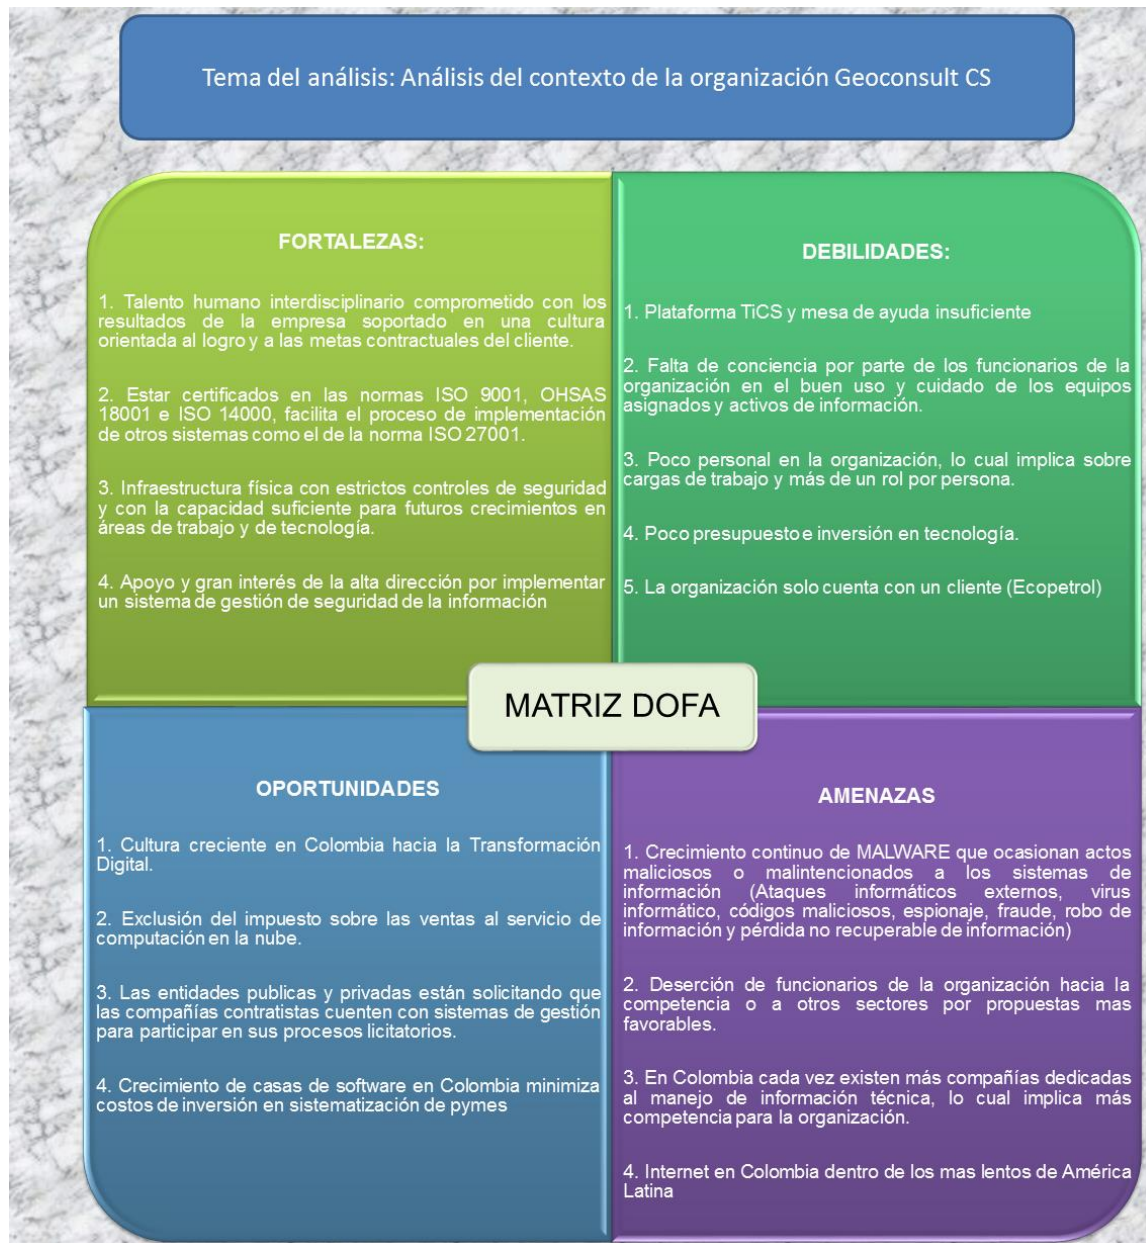 Tema del análisis: Análisis del contexto de la organización Geoconsult CS
FORTALEZAS:
1. Talento humano interdisciplinario comprometido con los
resultados de la empresa soportado en una cultura
orientada al logro y a las metas contractuales del cliente.
2. Estar certificados en las normas ISO 9001, OHSAS
18001 e ISO 14000, facilita el proceso de implementación
de otros sistemas como el de la norma ISO 27001.
3. Infraestructura física con estrictos controles de seguridad
y con la capacidad suficiente para futuros crecimientos en
áreas de trabajo y de tecnología.
4. Apoyo y gran interés de la alta dirección por implementar
un sistema de gestión de seguridad de la información
DEBILIDADES:
1. Plataforma TiCS y mesa de ayuda insuficiente
2. Falta de conciencia por parte de los funcionarios de la
organización en el buen uso y cuidado de los equipos
asignados y activos de información.
3. Poco personal en la organización, lo cual implica sobre
cargas de trabajo y más de un rol por persona.
4. Poco presupuesto e inversión en tecnología.
5. La organización solo cuenta con un cliente (Ecopetrol)
MATRIZ DOFA
OPORTUNIDADES
1. Cultura creciente en Colombia hacia la Transformación
Digital.
2. Exclusión del impuesto sobre las ventas al servicio de
computación en la nube.
3. Las entidades publicas y privadas están solicitando que
las compañías contratistas cuenten con sistemas de gestión
para participar en sus procesos licitatorios.
4. Crecimiento de casas de software en Colombia minimiza
costos de inversión en sistematización de pymes
AMENAZAS
1. Crecimiento continuo de MALWARE que ocasionan actos
maliciosos o malintencionados a los sistemas de
información (Ataques informáticos externos, virus
informático, códigos maliciosos, espionaje, fraude, robo de
información y pérdida no recuperable de información)
2. Deserción de funcionarios de la organización hacia la
competencia o a otros sectores por propuestas mas
favorables.
3. En Colombia cada vez existen más compañías dedicadas
al manejo de información técnica, lo cual implica más
competencia para la organización.
4. Internet en Colombia dentro de los mas lentos de América
Latina